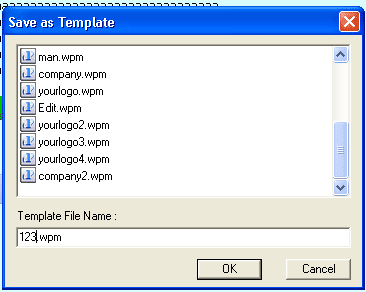 Save as Template
man.wpm
company.wpm
yourlogo.wpm
Edit.wpm
yourlogo2.wpm
yourlogo3.wpm
yourlogo4.wpm
company2.wpm
Template File Name :
123.wpm
OK
Cancel